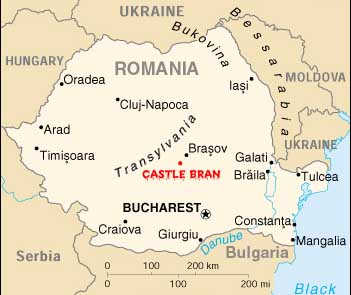 UKRAINE
Bukovina
Bessarabia
HUNGARY
ROMANIA
MOLDOVA
Oradea
Iași
Cluj-Napoca
Transylvania
Arad
Timișoara
Brașov
UKRAINE
Galati
CASTLE BRAN
Brăila
Tulcea
BUCHAREST
Craiova
Giurgiu
Constanţa
Danube
Mangalia
Serbia
Bulgaria
0 100 200 km
0 100 200 mi
Black